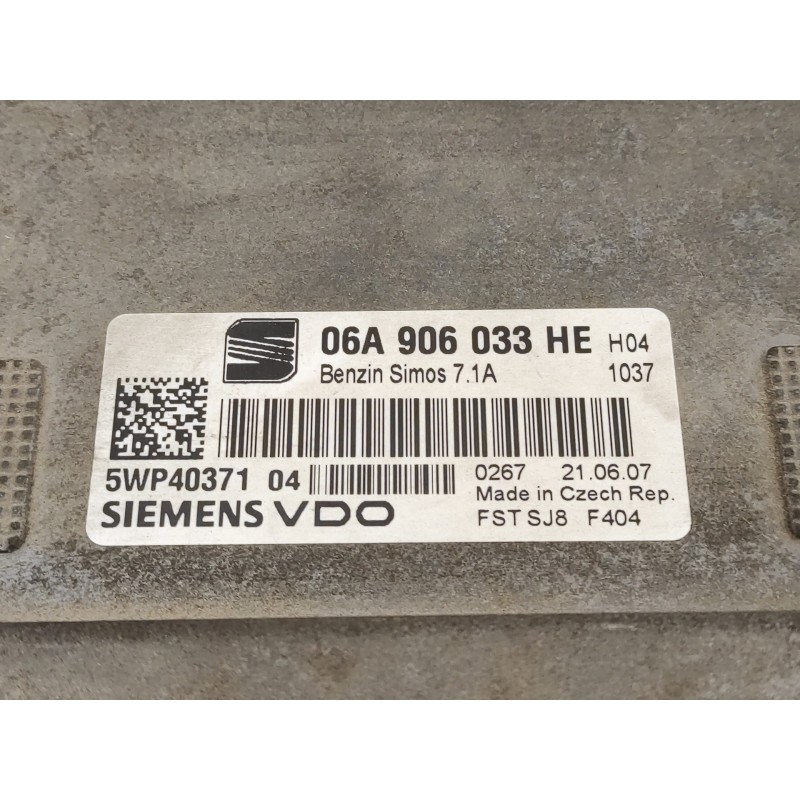 06A 906 033 HE H04
Benzin Simos 7.1A 1037
5WP40371 04
0267 21.06.07
Made in Czech Rep.
SIEMENS VDO
FST SJ8 F404